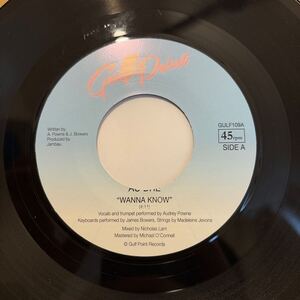 Gulf Point
Written by
A. Powne & J. Bowers
Produced by
Jambau
GULF109A
45rpm
SIDE A
"WANNA KNOW"
Vocals and trumpet performed by Audrey Powne
Keyboards performed by James Bowers, Strings by Madeleine Jevons
Mixed by Nicholas Lam
Mastered by Michael O'Connell
© Gulf Point Records